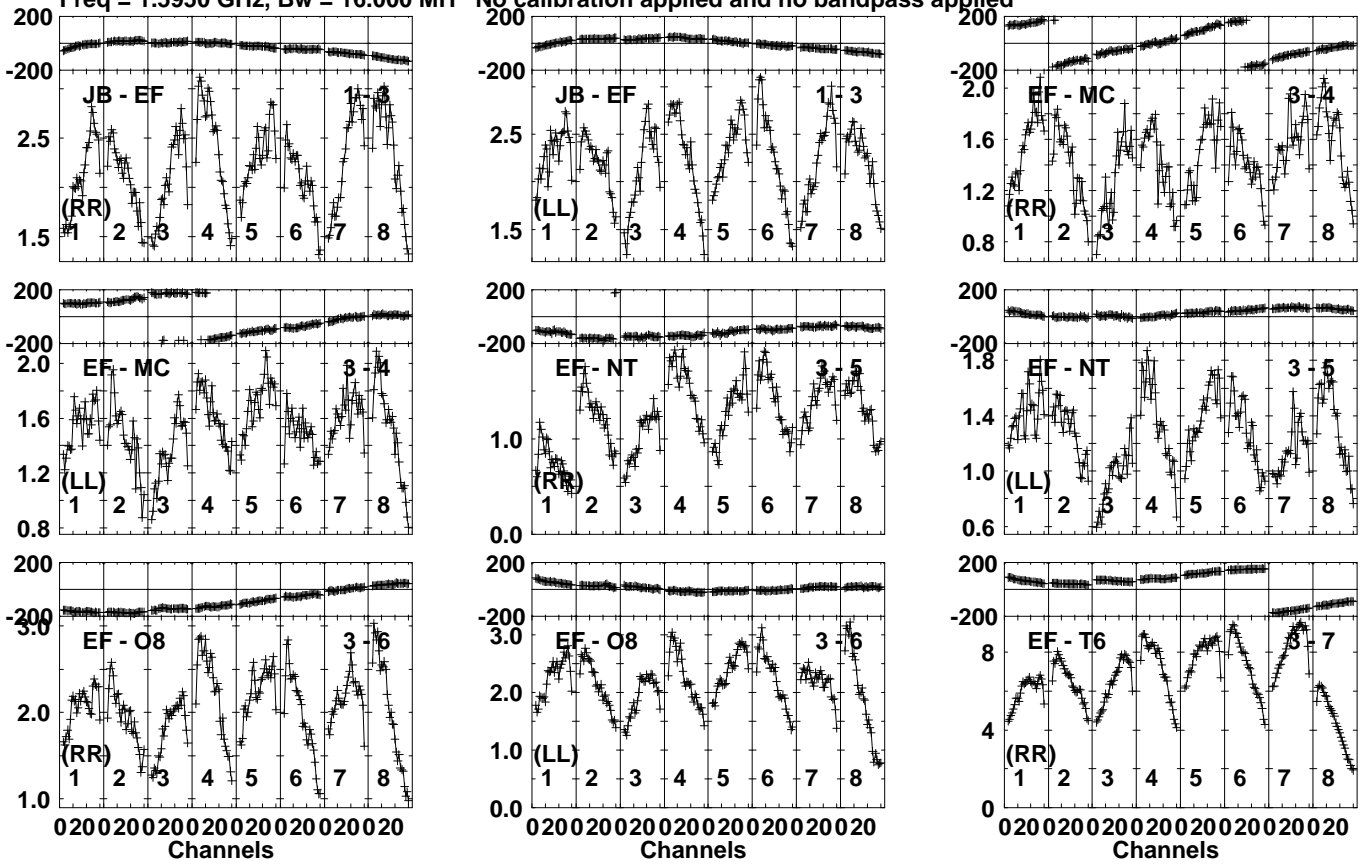 Freq = 1.5950 GHz, Bw = 16.000 MH No calibration applied and no bandpass applied
200 200 200
-200 -200 -200
JB - EF 1 - 3 JB - EF 1 - 3 EF - MC 3 - 4
2.5 2.5 2.0
1.6
1.2
(RR) (LL) (RR)
1.5 1.5 0.8
1 2 3 4 5 6 7 8 1 2 3 4 5 6 7 8 1 2 3 4 5 6 7 8
200 200 200
-200 -200 -200
EF - MC 3 - 4 EF - NT 3 - 5 EF - NT 3 - 5
2.0 1.8
1.6 1.0 1.4
1.2 1.0
(LL) (RR) (LL)
0.8 0.0 0.6
1 2 3 4 5 6 7 8 1 2 3 4 5 6 7 8 1 2 3 4 5 6 7 8
200 200 200
-200 -200 -200
EF - O8 3 - 6 EF - O8 3 - 6 EF - T6 3 - 7
3.0 3.0 8
2.0 2.0 4
(RR) (LL) (RR)
1.0 1.0 0
0.0
1 2 3 4 5 6 7 8 1 2 3 4 5 6 7 8 1 2 3 4 5 6 7 8
0 20 0 20 0 20 0 20 0 20 0 20 0 20 0 20 0 20 0 20 0 20 0 20 0 20 0 20 0 20 0 20 0 20 0 20 0 20 0 20 0 20 0 20 0 20 0 20
Channels Channels Channels